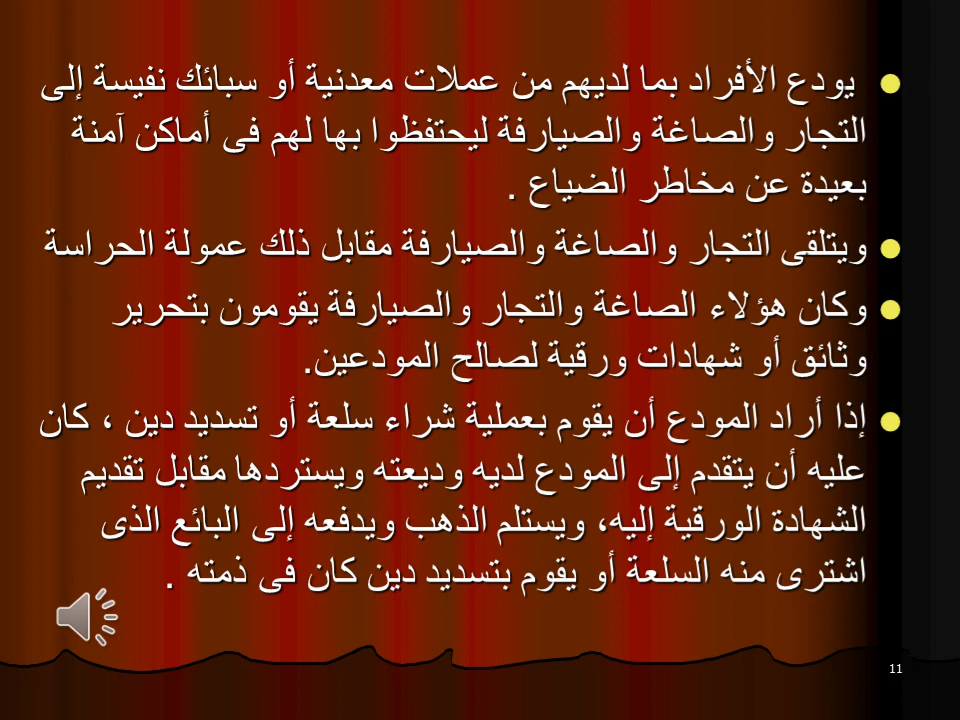 يودع الأفراد بما لديهم من عملات معدنية أو سبائك نفيسة إلى
التجار والصاغة والصيارفة ليحتفظوا بها لهم فى أماكن آمنة
بعيدة عن مخاطر الضياع .
ويتلقى التجار والصاغة والصيارفة مقابل ذلك عمولة الحراسة
وكان هؤلاء الصاغة والتجار والصيارفة يقومون بتحرير
وثائق أو شهادات ورقية لصالح المودعين.
إذا أراد المودع أن يقوم بعملية شراء سلعة أو تسديد دين ، كان
عليه أن يتقدم إلى المودع لديه وديعته ويستردها مقابل تقديم
الشهادة الورقية إليه، ويستلم الذهب ويدفعه إلى البائع الذى
اشترى منه السلعة أو يقوم بتسديد دين كان فى ذمته .
11